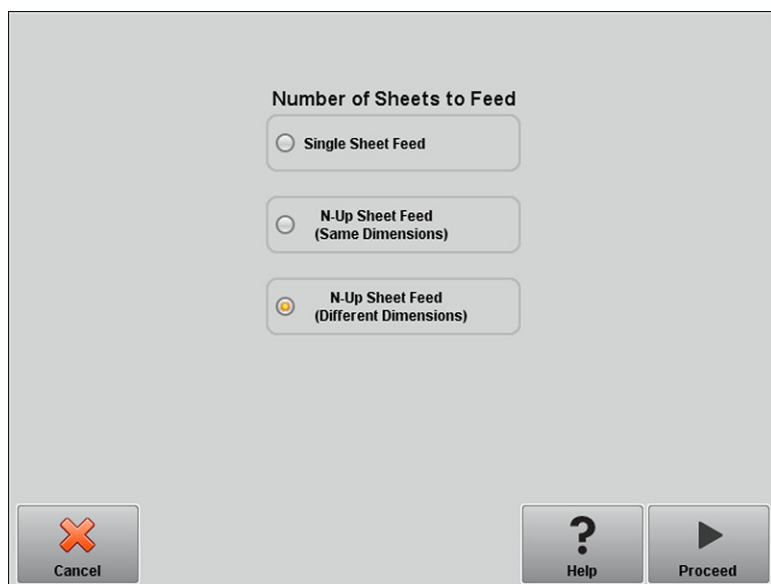 Number of Sheets to Feed
Single Sheet Feed
N-Up Sheet Feed
(Same Dimensions)
N-Up Sheet Feed
(Different Dimensions)
Cancel
?
Help
Proceed